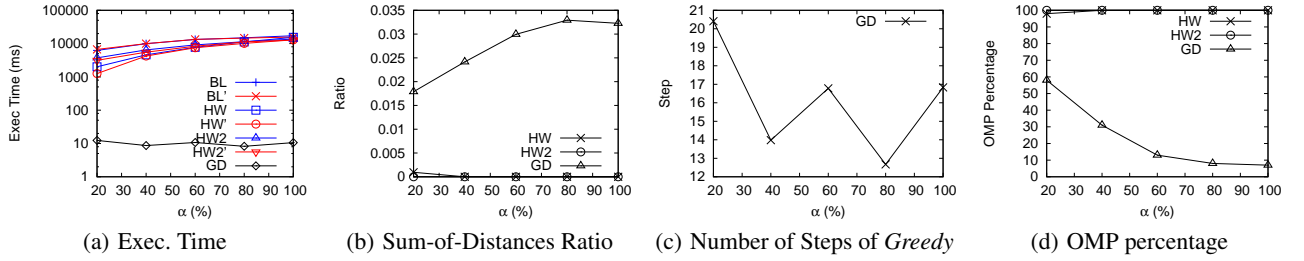 100000
10000
1000
100
10
1
Exec Time (ms)
BL
BL'
HW
HW'
HW2
HW2'
GD
20 30 40 50 60 70 80 90 100
α (%)
(a) Exec. Time
0.035
0.03
0.025
0.02
0.015
0.01
0.005
0
Ratio
HW
HW2
GD
20 30 40 50 60 70 80 90 100
α (%)
(b) Sum-of-Distances Ratio
21
20
19
18
17
16
15
14
13
12
Step
GD
20 30 40 50 60 70 80 90 100
α (%)
(c) Number of Steps of Greedy
100
90
80
70
60
50
40
30
20
10
0
OMP Percentage
HW
HW2
GD
20 30 40 50 60 70 80 90 100
α (%)
(d) OMP percentage